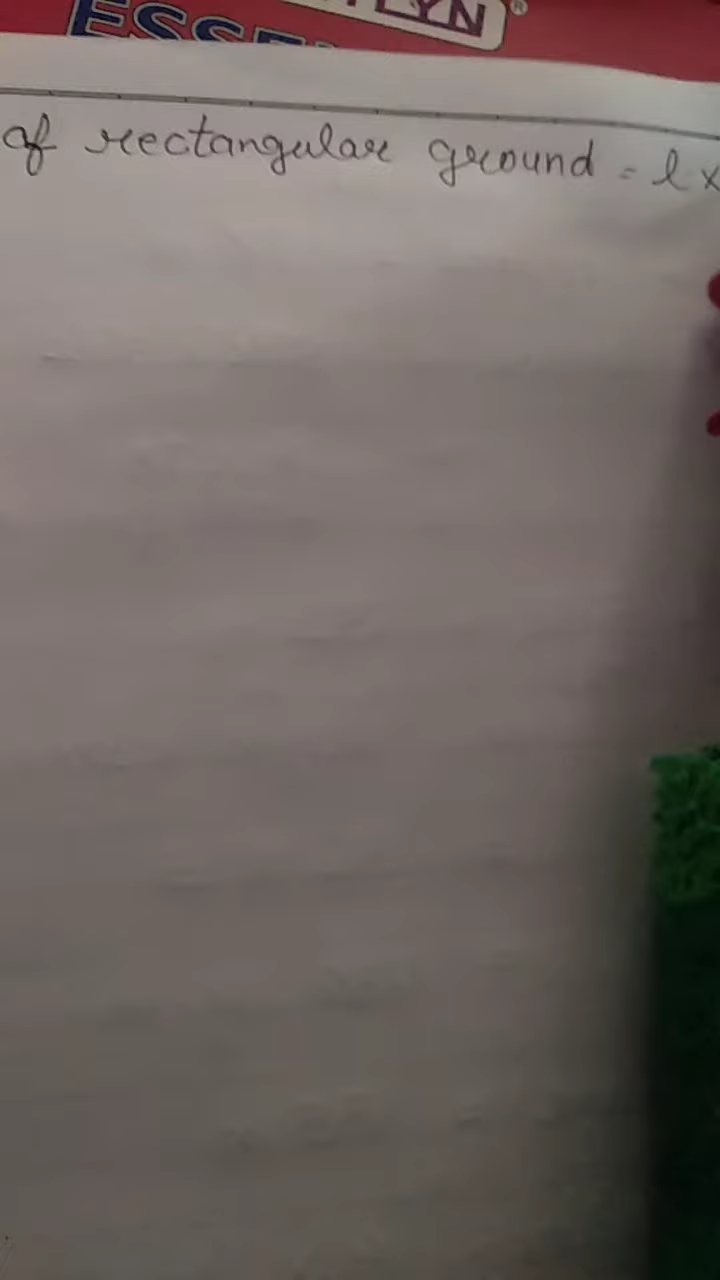 of rectangular ground = l ×